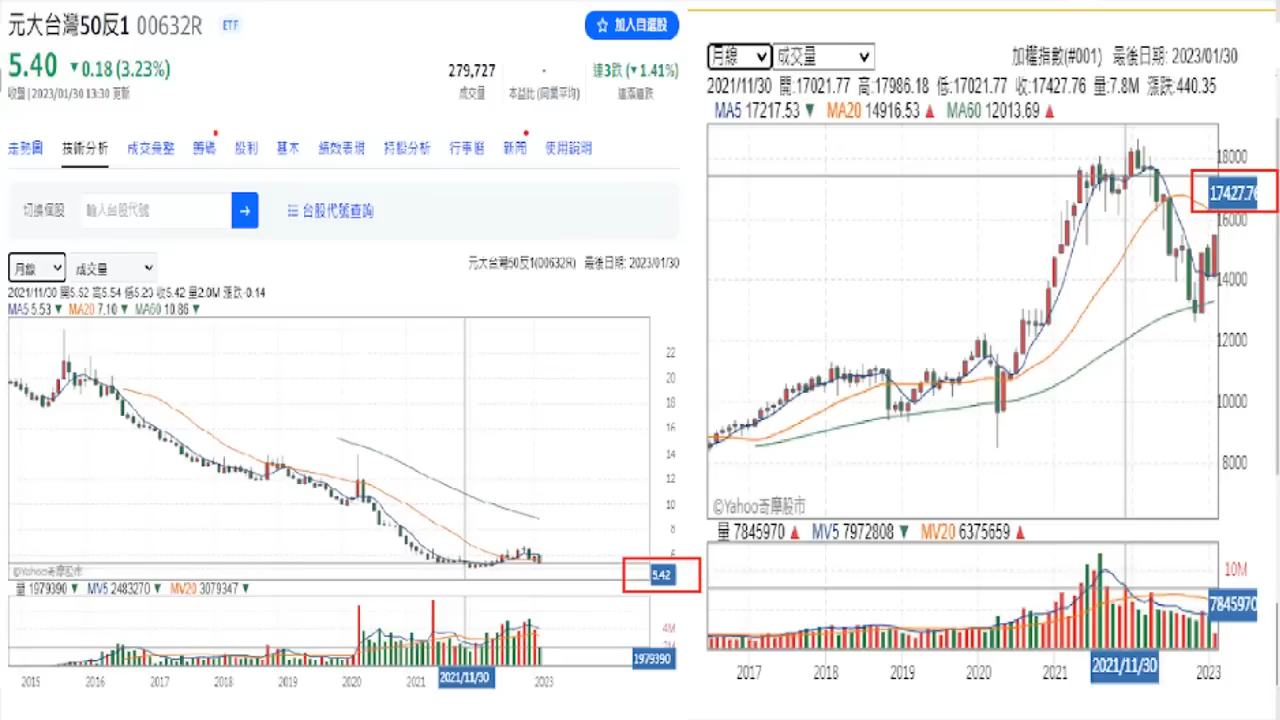 元大台灣50反1 00632R ETF
加入自選股
5.40 ▼0.18 (3.23%)
收盤 | 2023/01/30 13:30 更新
279,727
成交量
-
本益比 (同業平均)
連3跌 (▼1.41%)
連漲連跌
走勢圖 技術分析 成交彙整 籌碼 股利 基本 績效表現 持股分析 行事曆 新聞 使用說明
切換個股 輸入台股代號 → 台股代號查詢
月線 成交量
元大台灣50反1(00632R) 最後日期: 2023/01/30
2021/11/30 開5.52 高5.54 低5.20 收5.42 量2.0M 漲跌-0.14
MA5 5.53 ▼ MA20 7.10 ▼ MA60 10.86 ▼
22
20
18
16
14
12
10
8
6
5.42
©Yahoo奇摩股市
量 1979390 ▼ MV5 2483270 ▼ MV20 3079347 ▼
4M
1979390
2015 2016 2017 2018 2019 2020 2021 2021/11/30 2023
月線 成交量
加權指數(#001) 最後日期: 2023/01/30
2021/11/30 開:17021.77 高:17986.18 低:17021.77 收:17427.76 量:7.8M 漲跌:440.35
MA5 17217.53 ▼ MA20 14916.53 ▲ MA60 12013.69 ▲
18000
17427.76
16000
14000
12000
10000
8000
©Yahoo奇摩股市
量 7845970 ▲ MV5 7972808 ▼ MV20 6375659 ▲
10M
7845970
2017 2018 2019 2020 2021 2021/11/30 2023